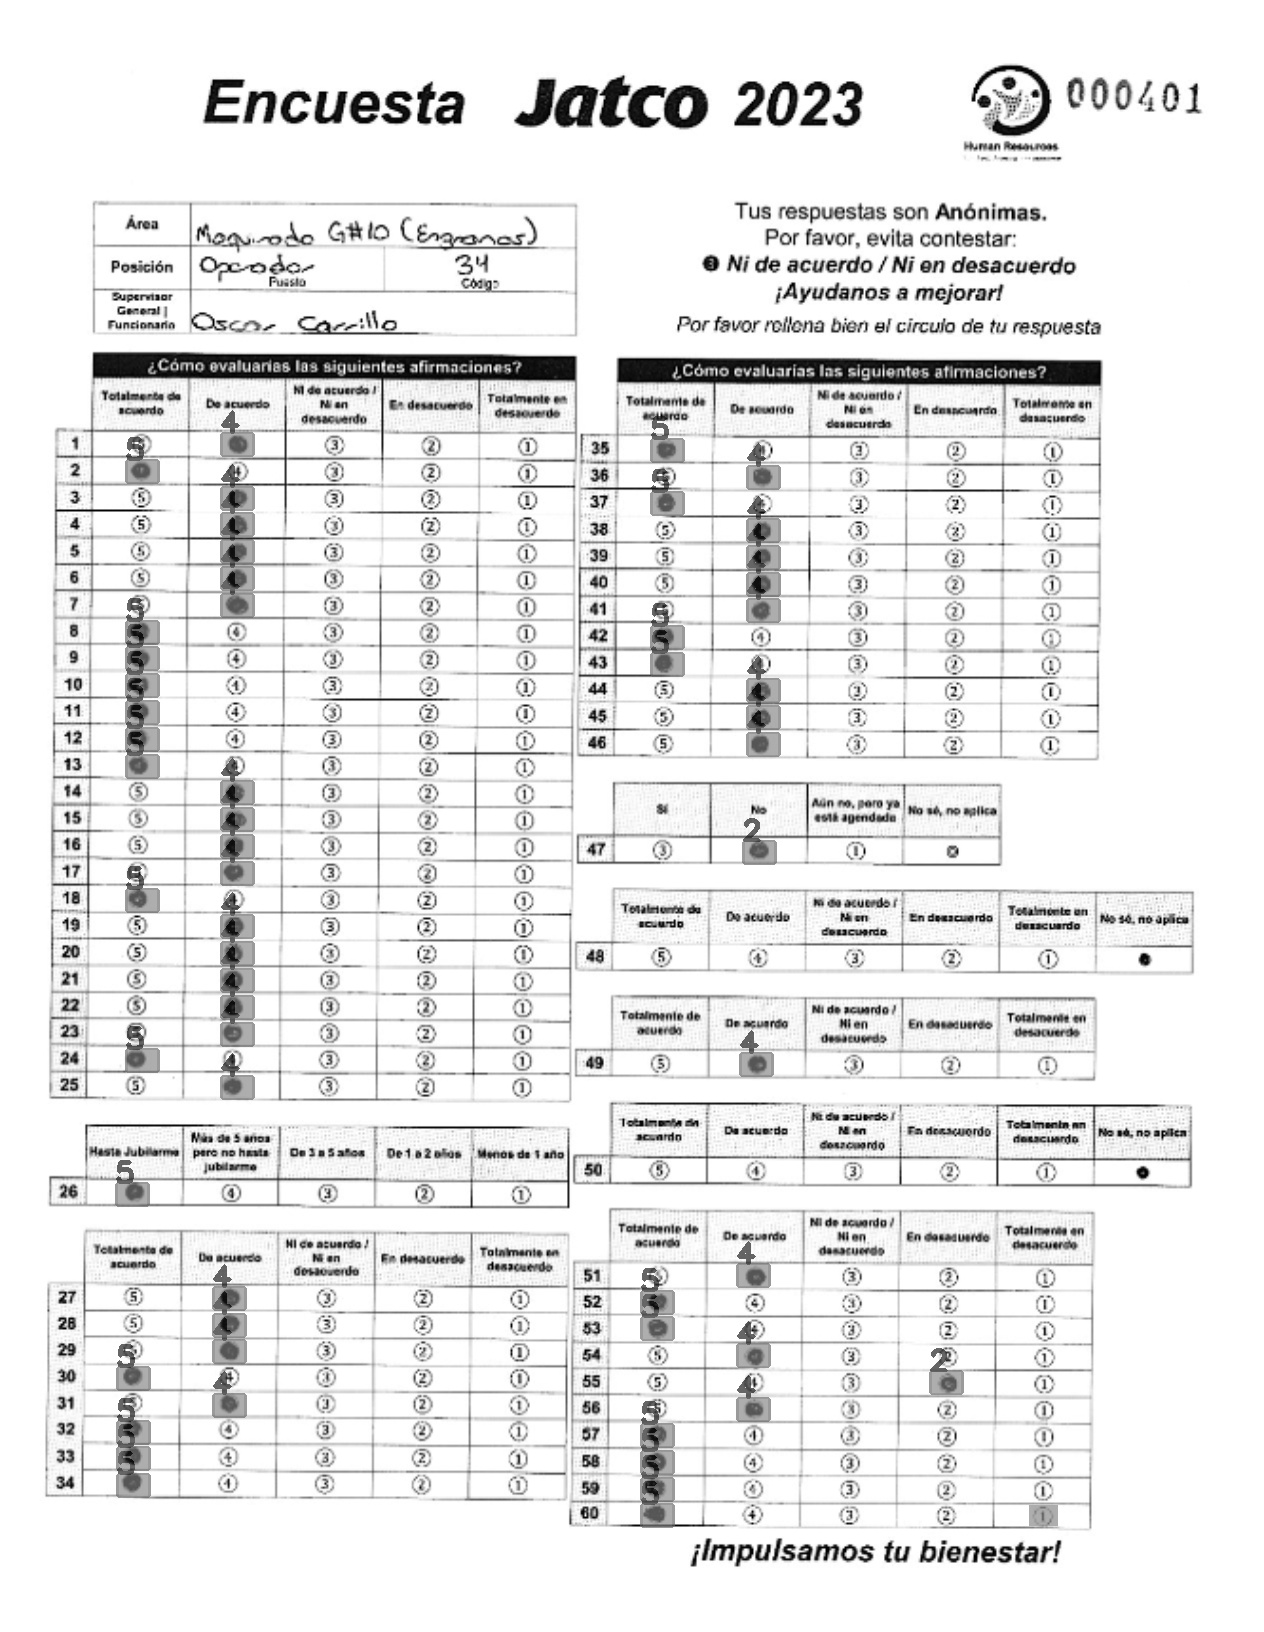 Encuesta Jatco 2023
Human Resources
000401
Área Maquinado G#10 (Engranos)
Posición Operador 34
Puesto Código
Supervisor General | Funcionario Oscar Carrillo
Tus respuestas son Anónimas.
Por favor, evita contestar:
❸ Ni de acuerdo / Ni en desacuerdo
¡Ayudanos a mejorar!
Por favor rellena bien el circulo de tu respuesta
¿Cómo evaluarías las siguientes afirmaciones?
Totalmente de acuerdo De acuerdo Ni de acuerdo / Ni en desacuerdo En desacuerdo Totalmente en desacuerdo
1 5 4 3 2 1
2 5 4 3 2 1
3 5 4 3 2 1
4 5 4 3 2 1
5 5 4 3 2 1
6 5 4 3 2 1
7 5 4 3 2 1
8 5 4 3 2 1
9 5 4 3 2 1
10 5 4 3 2 1
11 5 4 3 2 1
12 5 4 3 2 1
13 5 4 3 2 1
14 5 4 3 2 1
15 5 4 3 2 1
16 5 4 3 2 1
17 5 4 3 2 1
18 5 4 3 2 1
19 5 4 3 2 1
20 5 4 3 2 1
21 5 4 3 2 1
22 5 4 3 2 1
23 5 4 3 2 1
24 5 4 3 2 1
25 5 4 3 2 1
Hasta Jubilarme Más de 5 años pero no hasta jubilarme De 3 a 5 años De 1 a 2 años Menos de 1 año
26 5 4 3 2 1
Totalmente de acuerdo De acuerdo Ni de acuerdo / Ni en desacuerdo En desacuerdo Totalmente en desacuerdo
27 5 4 3 2 1
28 5 4 3 2 1
29 5 4 3 2 1
30 5 4 3 2 1
31 5 4 3 2 1
32 5 4 3 2 1
33 5 4 3 2 1
34 5 4 3 2 1
¿Cómo evaluarías las siguientes afirmaciones?
Totalmente de acuerdo De acuerdo Ni de acuerdo / Ni en desacuerdo En desacuerdo Totalmente en desacuerdo
35 5 4 3 2 1
36 5 4 3 2 1
37 5 4 3 2 1
38 5 4 3 2 1
39 5 4 3 2 1
40 5 4 3 2 1
41 5 4 3 2 1
42 5 4 3 2 1
43 5 4 3 2 1
44 5 4 3 2 1
45 5 4 3 2 1
46 5 4 3 2 1
Sí No Aún no, pero ya está agendada No sé, no aplica
47 3 2 1
Totalmente de acuerdo De acuerdo Ni de acuerdo / Ni en desacuerdo En desacuerdo Totalmente en desacuerdo No sé, no aplica
48 5 4 3 2 1
Totalmente de acuerdo De acuerdo Ni de acuerdo / Ni en desacuerdo En desacuerdo Totalmente en desacuerdo
49 5 4 3 2 1
Totalmente de acuerdo De acuerdo Ni de acuerdo / Ni en desacuerdo En desacuerdo Totalmente en desacuerdo No sé, no aplica
50 5 4 3 2 1
Totalmente de acuerdo De acuerdo Ni de acuerdo / Ni en desacuerdo En desacuerdo Totalmente en desacuerdo
51 5 4 3 2 1
52 5 4 3 2 1
53 5 4 3 2 1
54 5 4 3 2 1
55 5 4 3 2 1
56 5 4 3 2 1
57 5 4 3 2 1
58 5 4 3 2 1
59 5 4 3 2 1
60 5 4 3 2 1
¡Impulsamos tu bienestar!